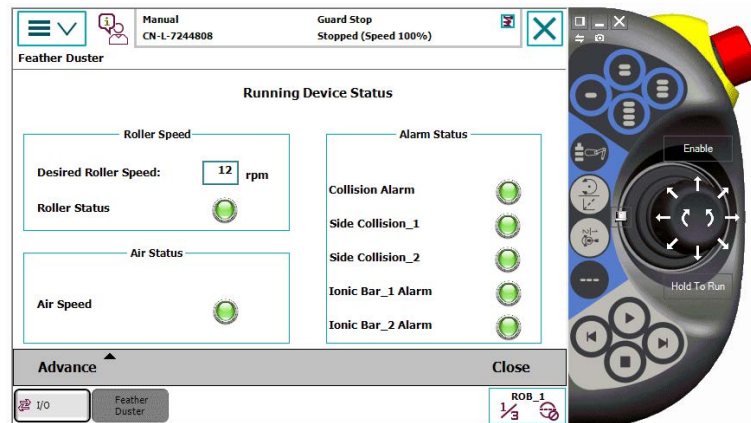 Manual
CN-L-7244808
Guard Stop
Stopped (Speed 100%)
Feather Duster
Running Device Status
Roller Speed
Desired Roller Speed: 12 rpm
Roller Status
Air Status
Air Speed
Alarm Status
Collision Alarm
Side Collision_1
Side Collision_2
Ionic Bar_1 Alarm
Ionic Bar_2 Alarm
Advance
Close
I/O
Feather
Duster
ROB_1
1/3
Enable
Hold To Run